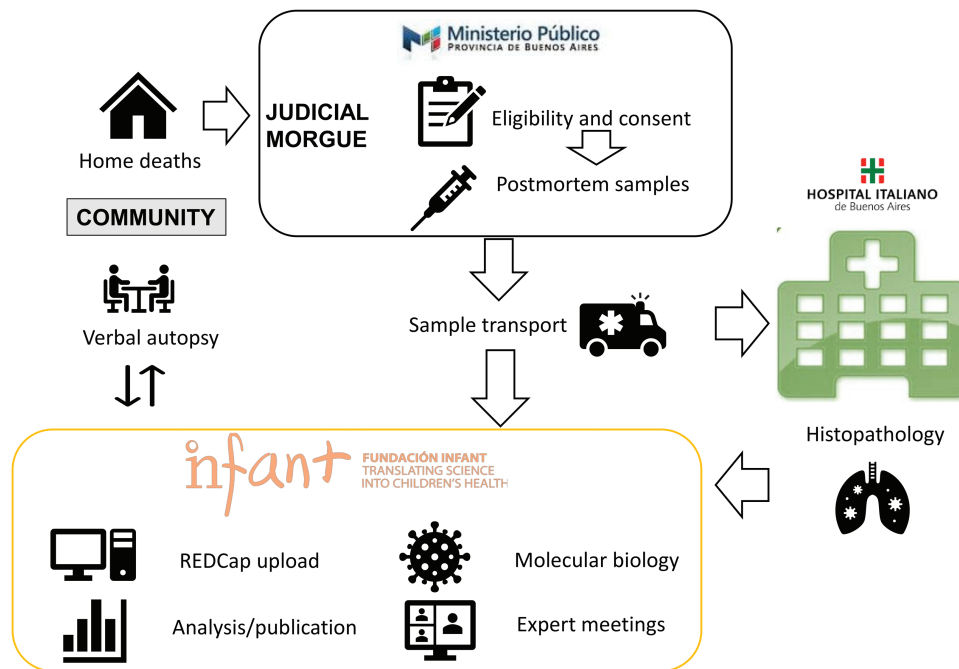 Ministerio Público
PROVINCIA DE BUENOS AIRES
JUDICIAL
MORGUE
Eligibility and consent
Postmortem samples
Home deaths
COMMUNITY
Verbal autopsy
Sample transport
HOSPITAL ITALIANO
de Buenos Aires
Histopathology
infant
FUNDACIÓN INFANT
TRANSLATING SCIENCE
INTO CHILDREN'S HEALTH
REDCap upload
Molecular biology
Analysis/publication
Expert meetings